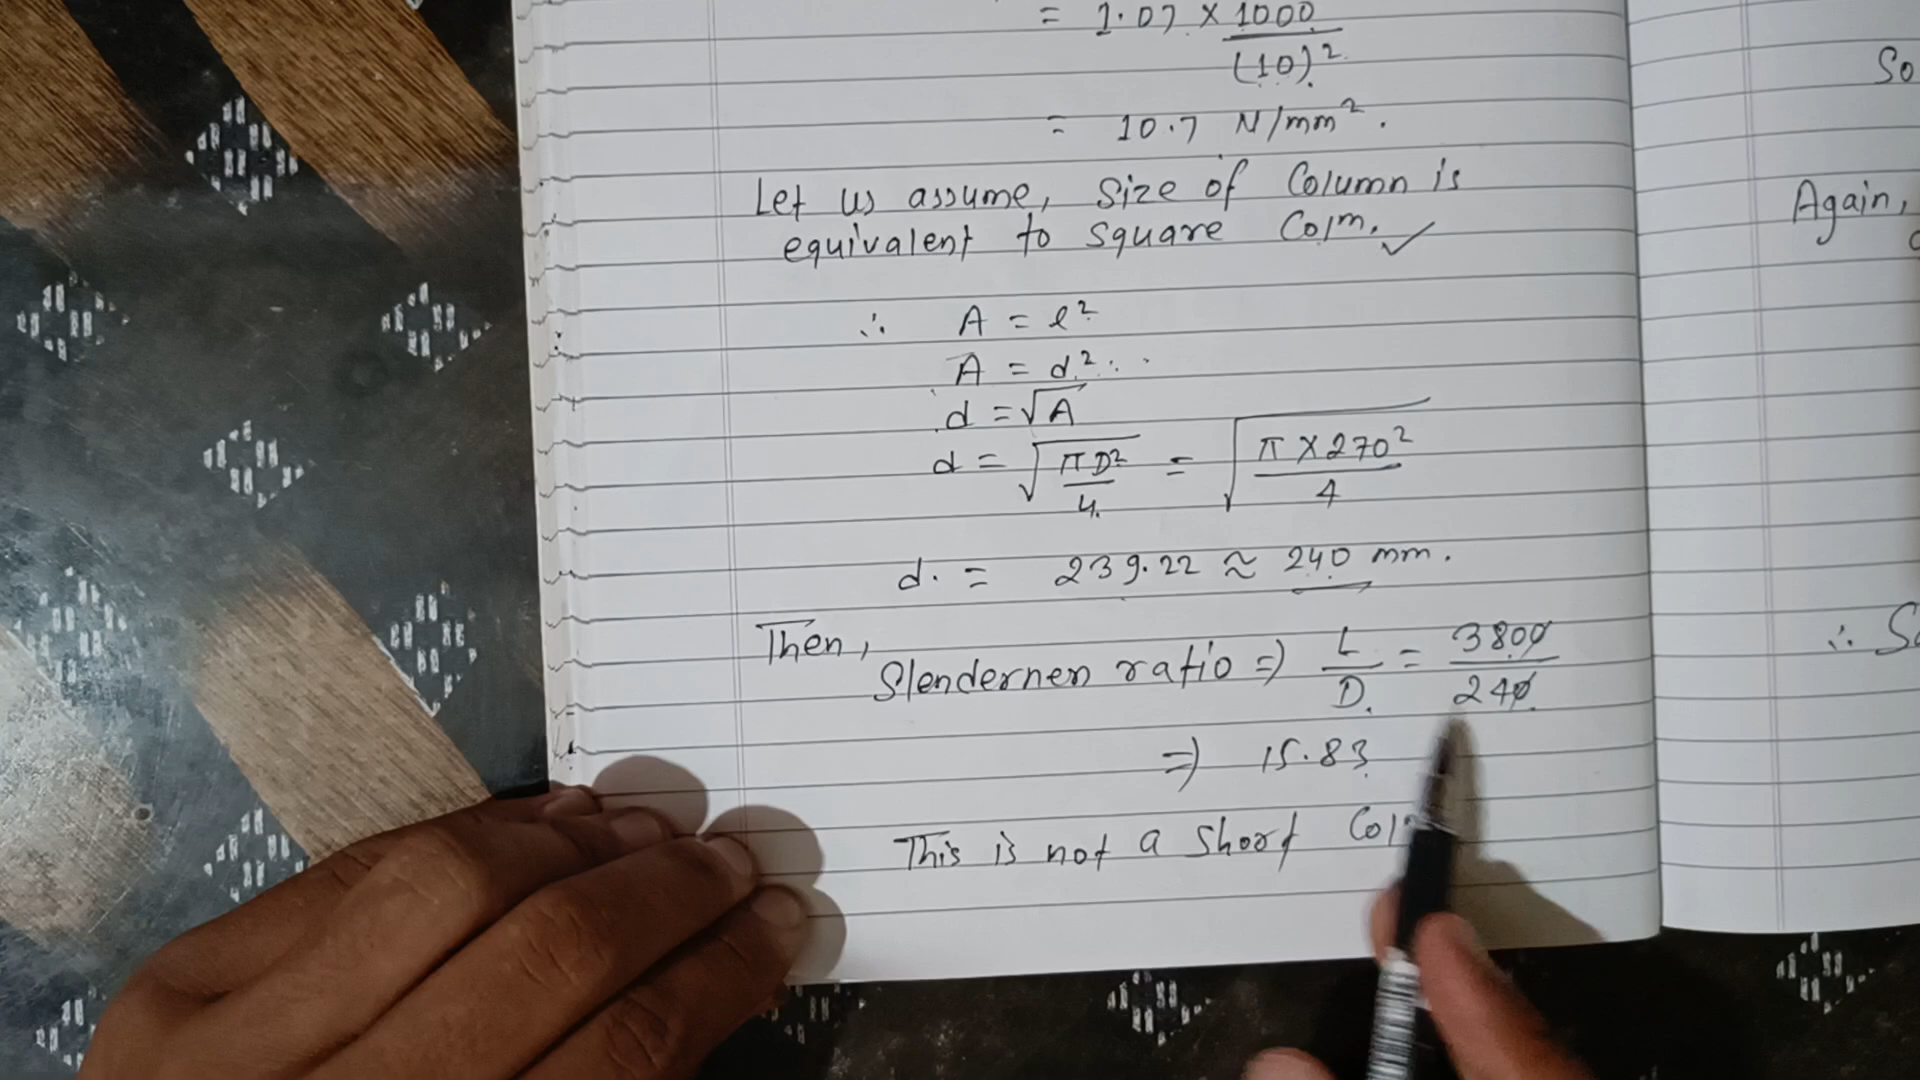 = 1.07 × 1000
(10)²
= 10.7 N/mm².
Let us assume, size of Column is
equivalent to square Colm. ✓
∴ A = l²
A = d²
d = √A
d = √πD²/4 = √π×270²/4
d. = 239.22 ≈ 240 mm.
Then,
Slenderness ratio ⇒ L/D = 3800/240
⇒ 15.83
This is not a short Col
So
Again,
∴ S